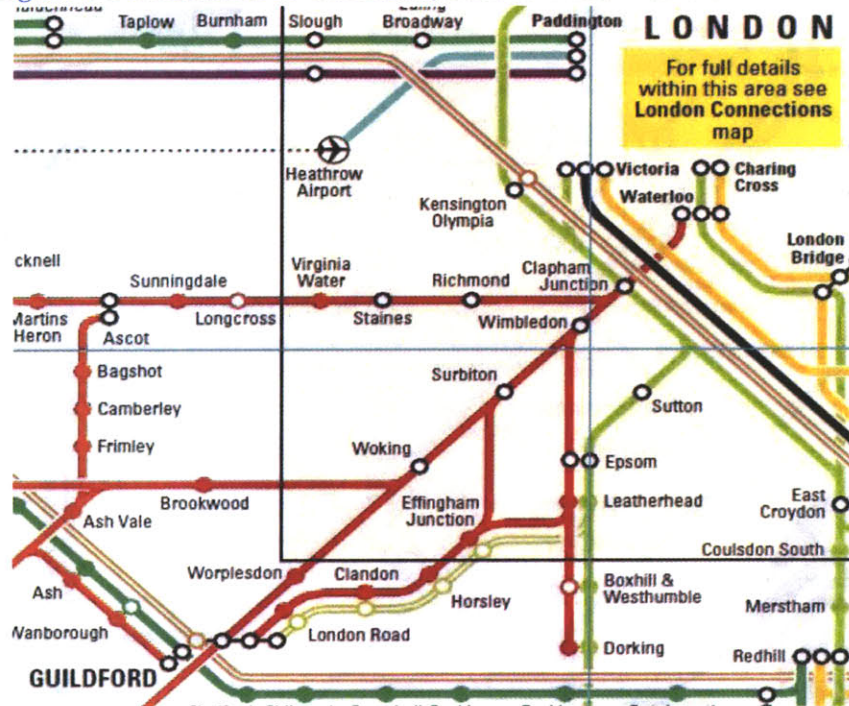 Taplow
Burnham
Slough
Broadway
Paddington
LONDON
For full details
within this area see
London Connections
map
Heathrow
Airport
Kensington
Olympia
Victoria
Waterloo
Charing
Cross
London
Bridge
cknell
Sunningdale
Virginia
Water
Richmond
Clapham
Junction
Martins
Heron
Longcross
Staines
Wimbledon
Ascot
Bagshot
Surbiton
Camberley
Sutton
Frimley
Woking
Epsom
Brookwood
Effingham
Junction
Leatherhead
East
Croydon
Ash Vale
Coulsdon South
Worplesdon
Clandon
Ash
Horsley
Boxhill &
Westhumble
Merstham
Wanborough
London Road
Dorking
Redhill
GUILDFORD